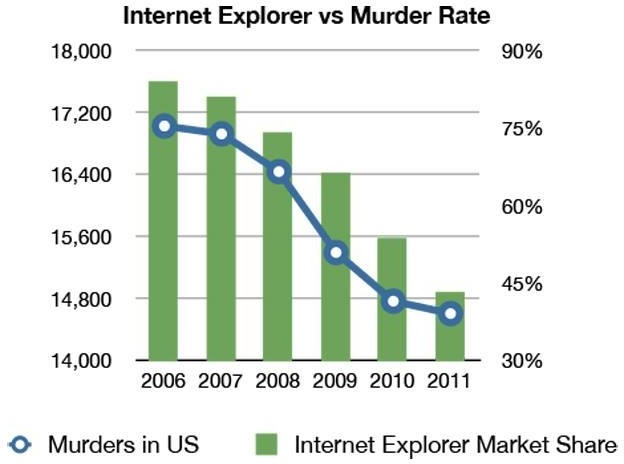 Internet Explorer vs Murder Rate
18,000 90%
17,200 75%
16,400 60%
15,600 45%
14,800 30%
14,000
2006 2007 2008 2009 2010 2011
Murders in US Internet Explorer Market Share